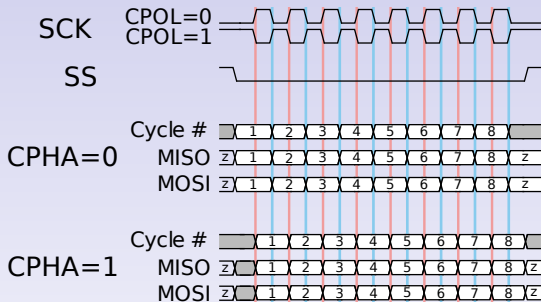 SCK CPOL=0
CPOL=1
SS
Cycle # 1 2 3 4 5 6 7 8
CPHA=0 MISO z 1 2 3 4 5 6 7 8 z
MOSI z 1 2 3 4 5 6 7 8 z
Cycle # 1 2 3 4 5 6 7 8
CPHA=1 MISO z 1 2 3 4 5 6 7 8 z
MOSI z 1 2 3 4 5 6 7 8 z